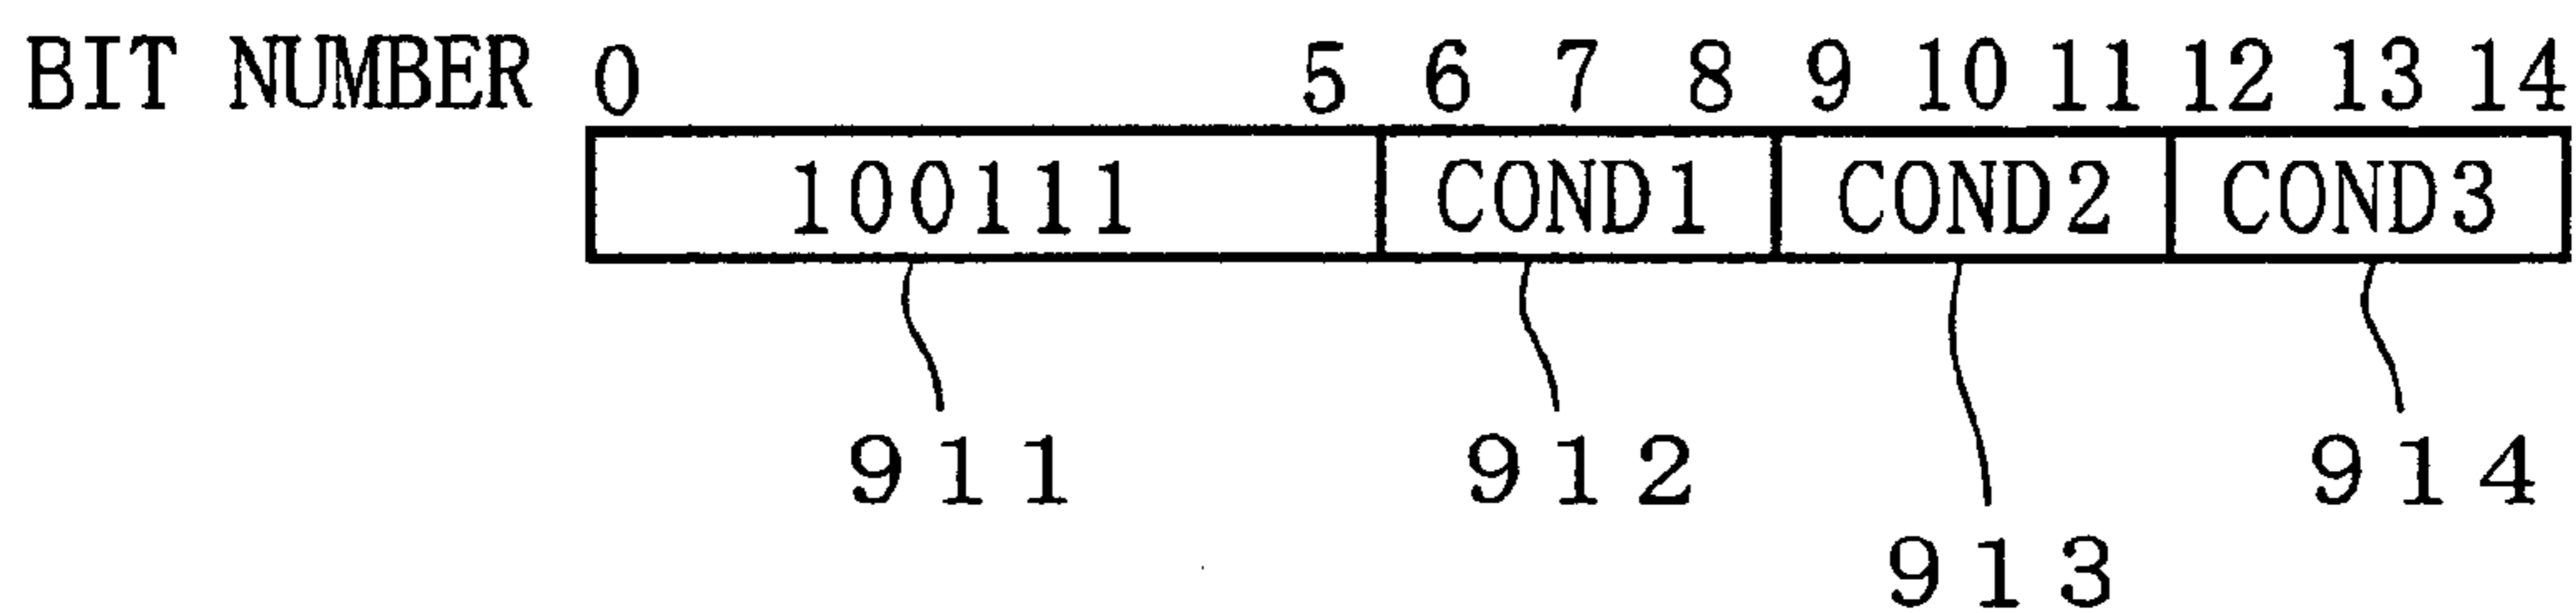 BIT NUMBER 0 5 6 7 8 9 10 11 12 13 14
100111 COND1 COND2 COND3
911 912 914
913